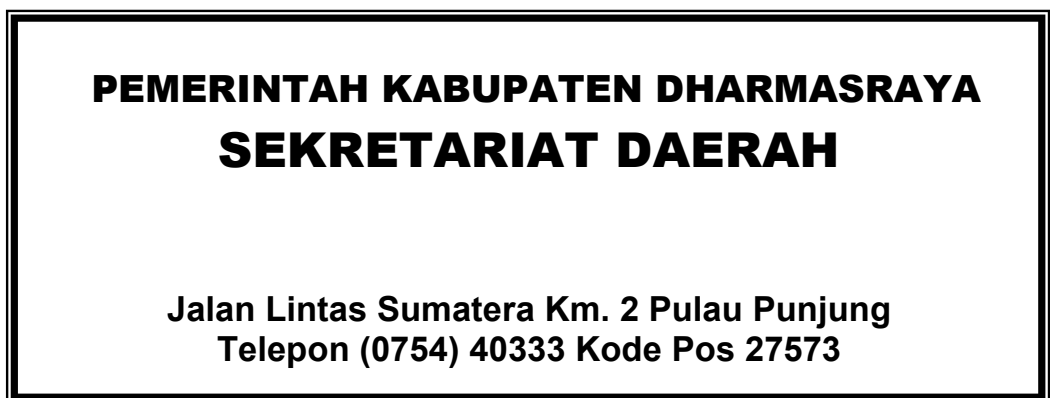 PEMERINTAH KABUPATEN DHARMASRAYA
SEKRETARIAT DAERAH
Jalan Lintas Sumatera Km. 2 Pulau Punjung
Telepon (0754) 40333 Kode Pos 27573